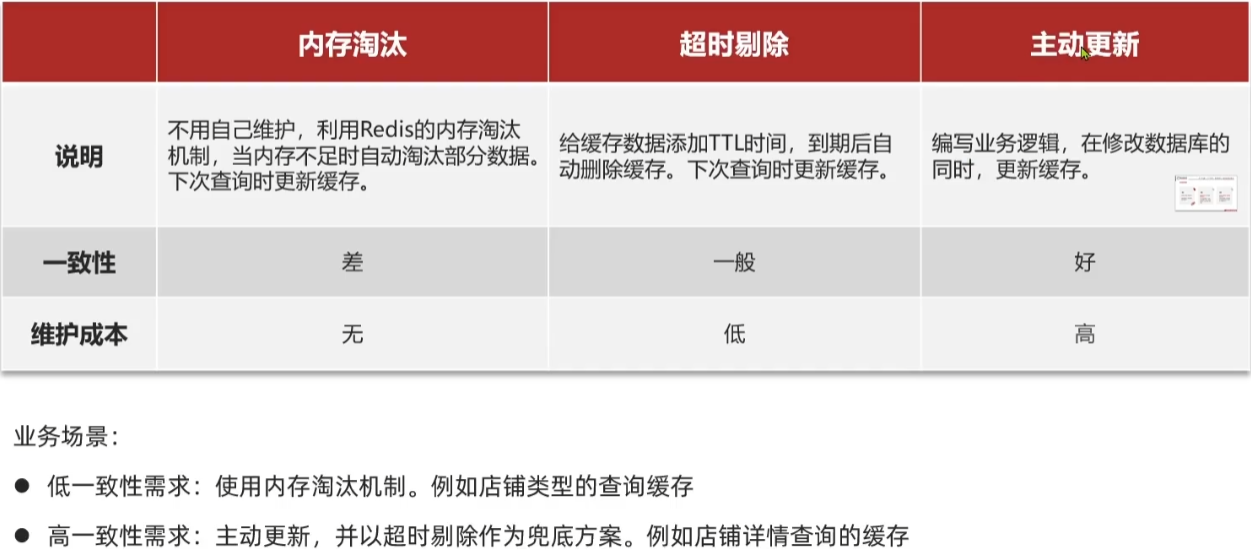 内存淘汰 超时剔除 主动更新
说明
不用自己维护，利用Redis的内存淘汰
机制，当内存不足时自动淘汰部分数据。
下次查询时更新缓存。
给缓存数据添加TTL时间，到期后自
动删除缓存。下次查询时更新缓存。
编写业务逻辑，在修改数据库的
同时，更新缓存。
一致性 差 一般 好
维护成本 无 低 高
业务场景：
● 低一致性需求：使用内存淘汰机制。例如店铺类型的查询缓存
● 高一致性需求：主动更新，并以超时剔除作为兜底方案。例如店铺详情查询的缓存